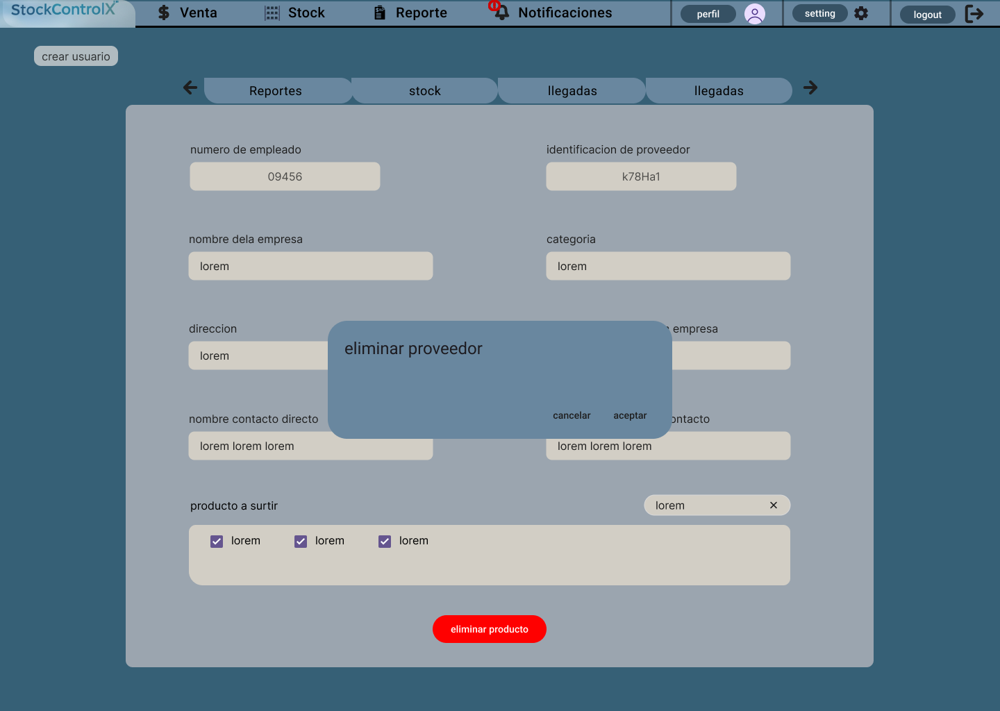 StockControlX
Venta
Stock
0
Reporte
Notificaciones
perfil
setting
logout
crear usuario
Reportes
stock
llegadas
llegadas
numero de empleado
identificacion de proveedor
09456
k78Ha1
nombre dela empresa
categoria
lorem
lorem
direccion
empresa
lorem
eliminar proveedor
cancelar
aceptar
nombre contacto directo
ontacto
lorem lorem lorem
lorem lorem lorem
producto a surtir
lorem
lorem
lorem
lorem
eliminar producto